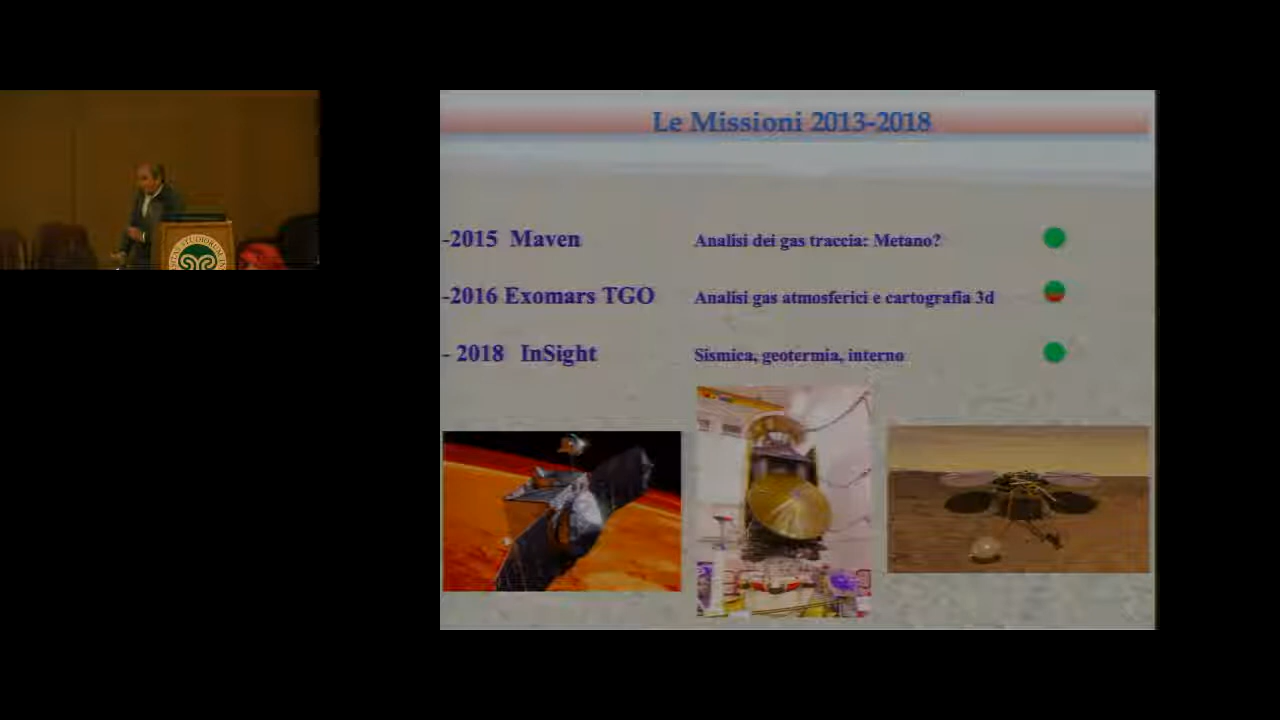 Le Missioni 2013-2018
-2015 Maven Analisi dei gas traccia: Metano?
-2016 Exomars TGO Analisi gas atmosferici e cartografia 3d
- 2018 InSight Sismica, geotermia, interno
STUDIORUM